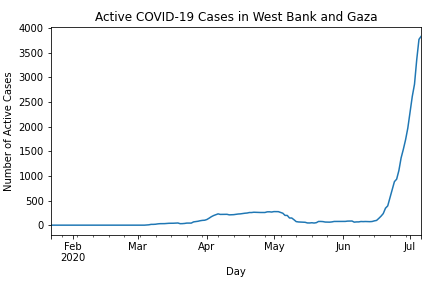 Active COVID-19 Cases in West Bank and Gaza
Number of Active Cases
4000
3500
3000
2500
2000
1500
1000
500
0
Feb
2020
Mar
Apr
May
Jun
Jul
Day